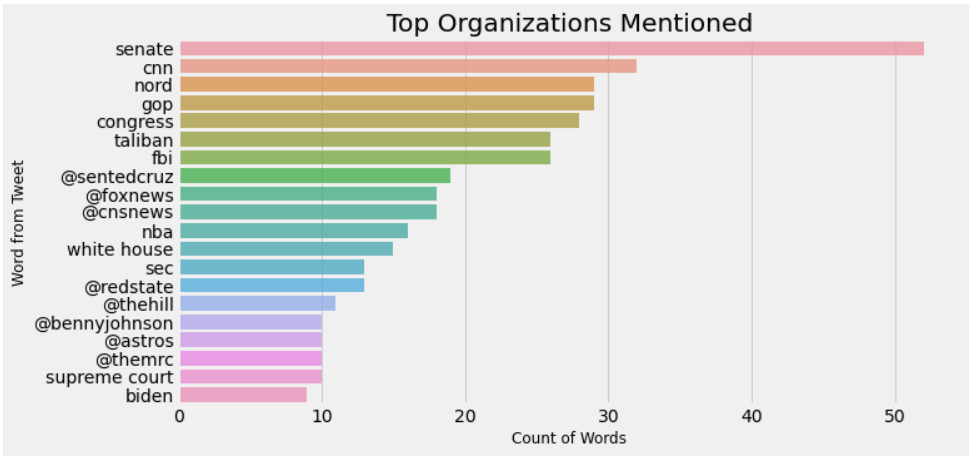 Top Organizations Mentioned
senate
cnn
nord
gop
congress
taliban
fbi
@sentedcruz
@foxnews
@cnsnews
nba
white house
sec
@redstate
@thehill
@bennyjohnson
@astros
@themrc
supreme court
biden
Word from Tweet
0 10 20 30 40 50
Count of Words